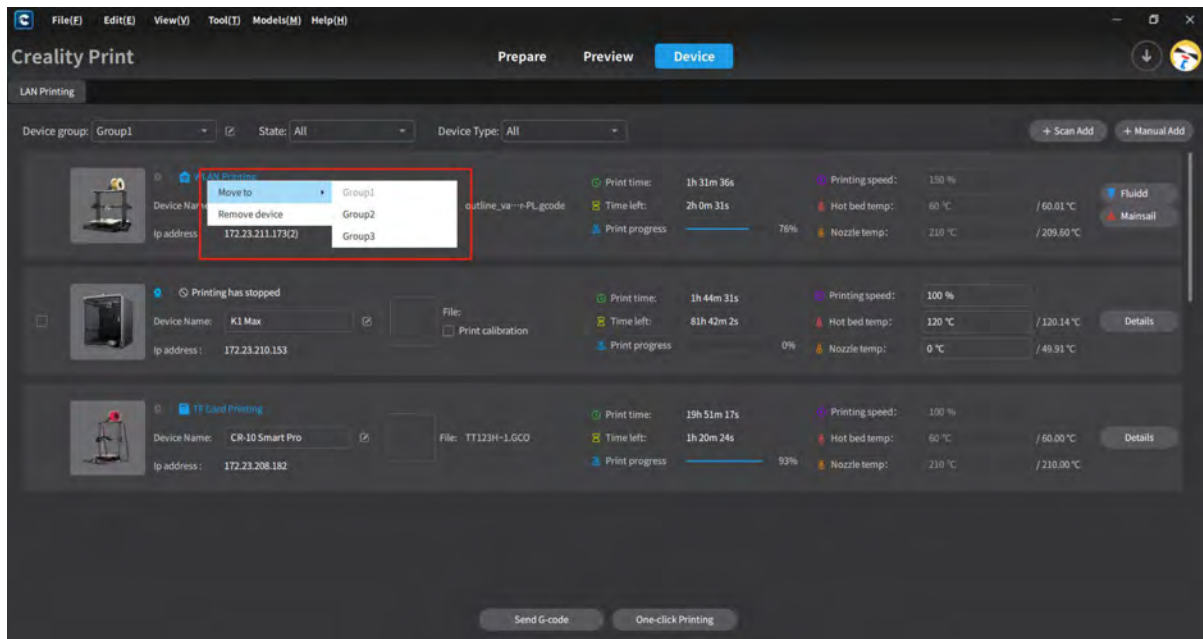 File(F) Edit(E) View(V) Tool(T) Models(M) Help(H)
Creality Print
Prepare Preview Device
LAN Printing
Device group: Group1 State: All Device Type: All + Scan Add + Manual Add
WLAN Printing
Move to Group1
Remove device Group2
Group3
Device Name
Ip address 172.23.211.173(2)
outline_va···r-PL.gcode
Print time: 1h 31m 36s
Time left: 2h 0m 31s
Print progress 76%
Printing speed: 150 %
Hot bed temp: 60 ℃ / 60.01 ℃
Nozzle temp: 210 ℃ / 209.60 ℃
Fluidd
Mainsail
Printing has stopped
Device Name: K1 Max
Ip address : 172.23.210.153
File:
Print calibration
Print time: 1h 44m 31s
Time left: 81h 42m 2s
Print progress 0%
Printing speed: 100 %
Hot bed temp: 120 ℃ / 120.14 ℃
Nozzle temp: 0 ℃ / 49.91 ℃
Details
TF Card Printing
Device Name: CR-10 Smart Pro
Ip address : 172.23.208.182
File: TT123H~1.GCO
Print time: 19h 51m 17s
Time left: 1h 20m 24s
Print progress 93%
Printing speed: 100 %
Hot bed temp: 60 ℃ / 60.00 ℃
Nozzle temp: 210 ℃ / 210.00 ℃
Details
Send G-code One-click Printing